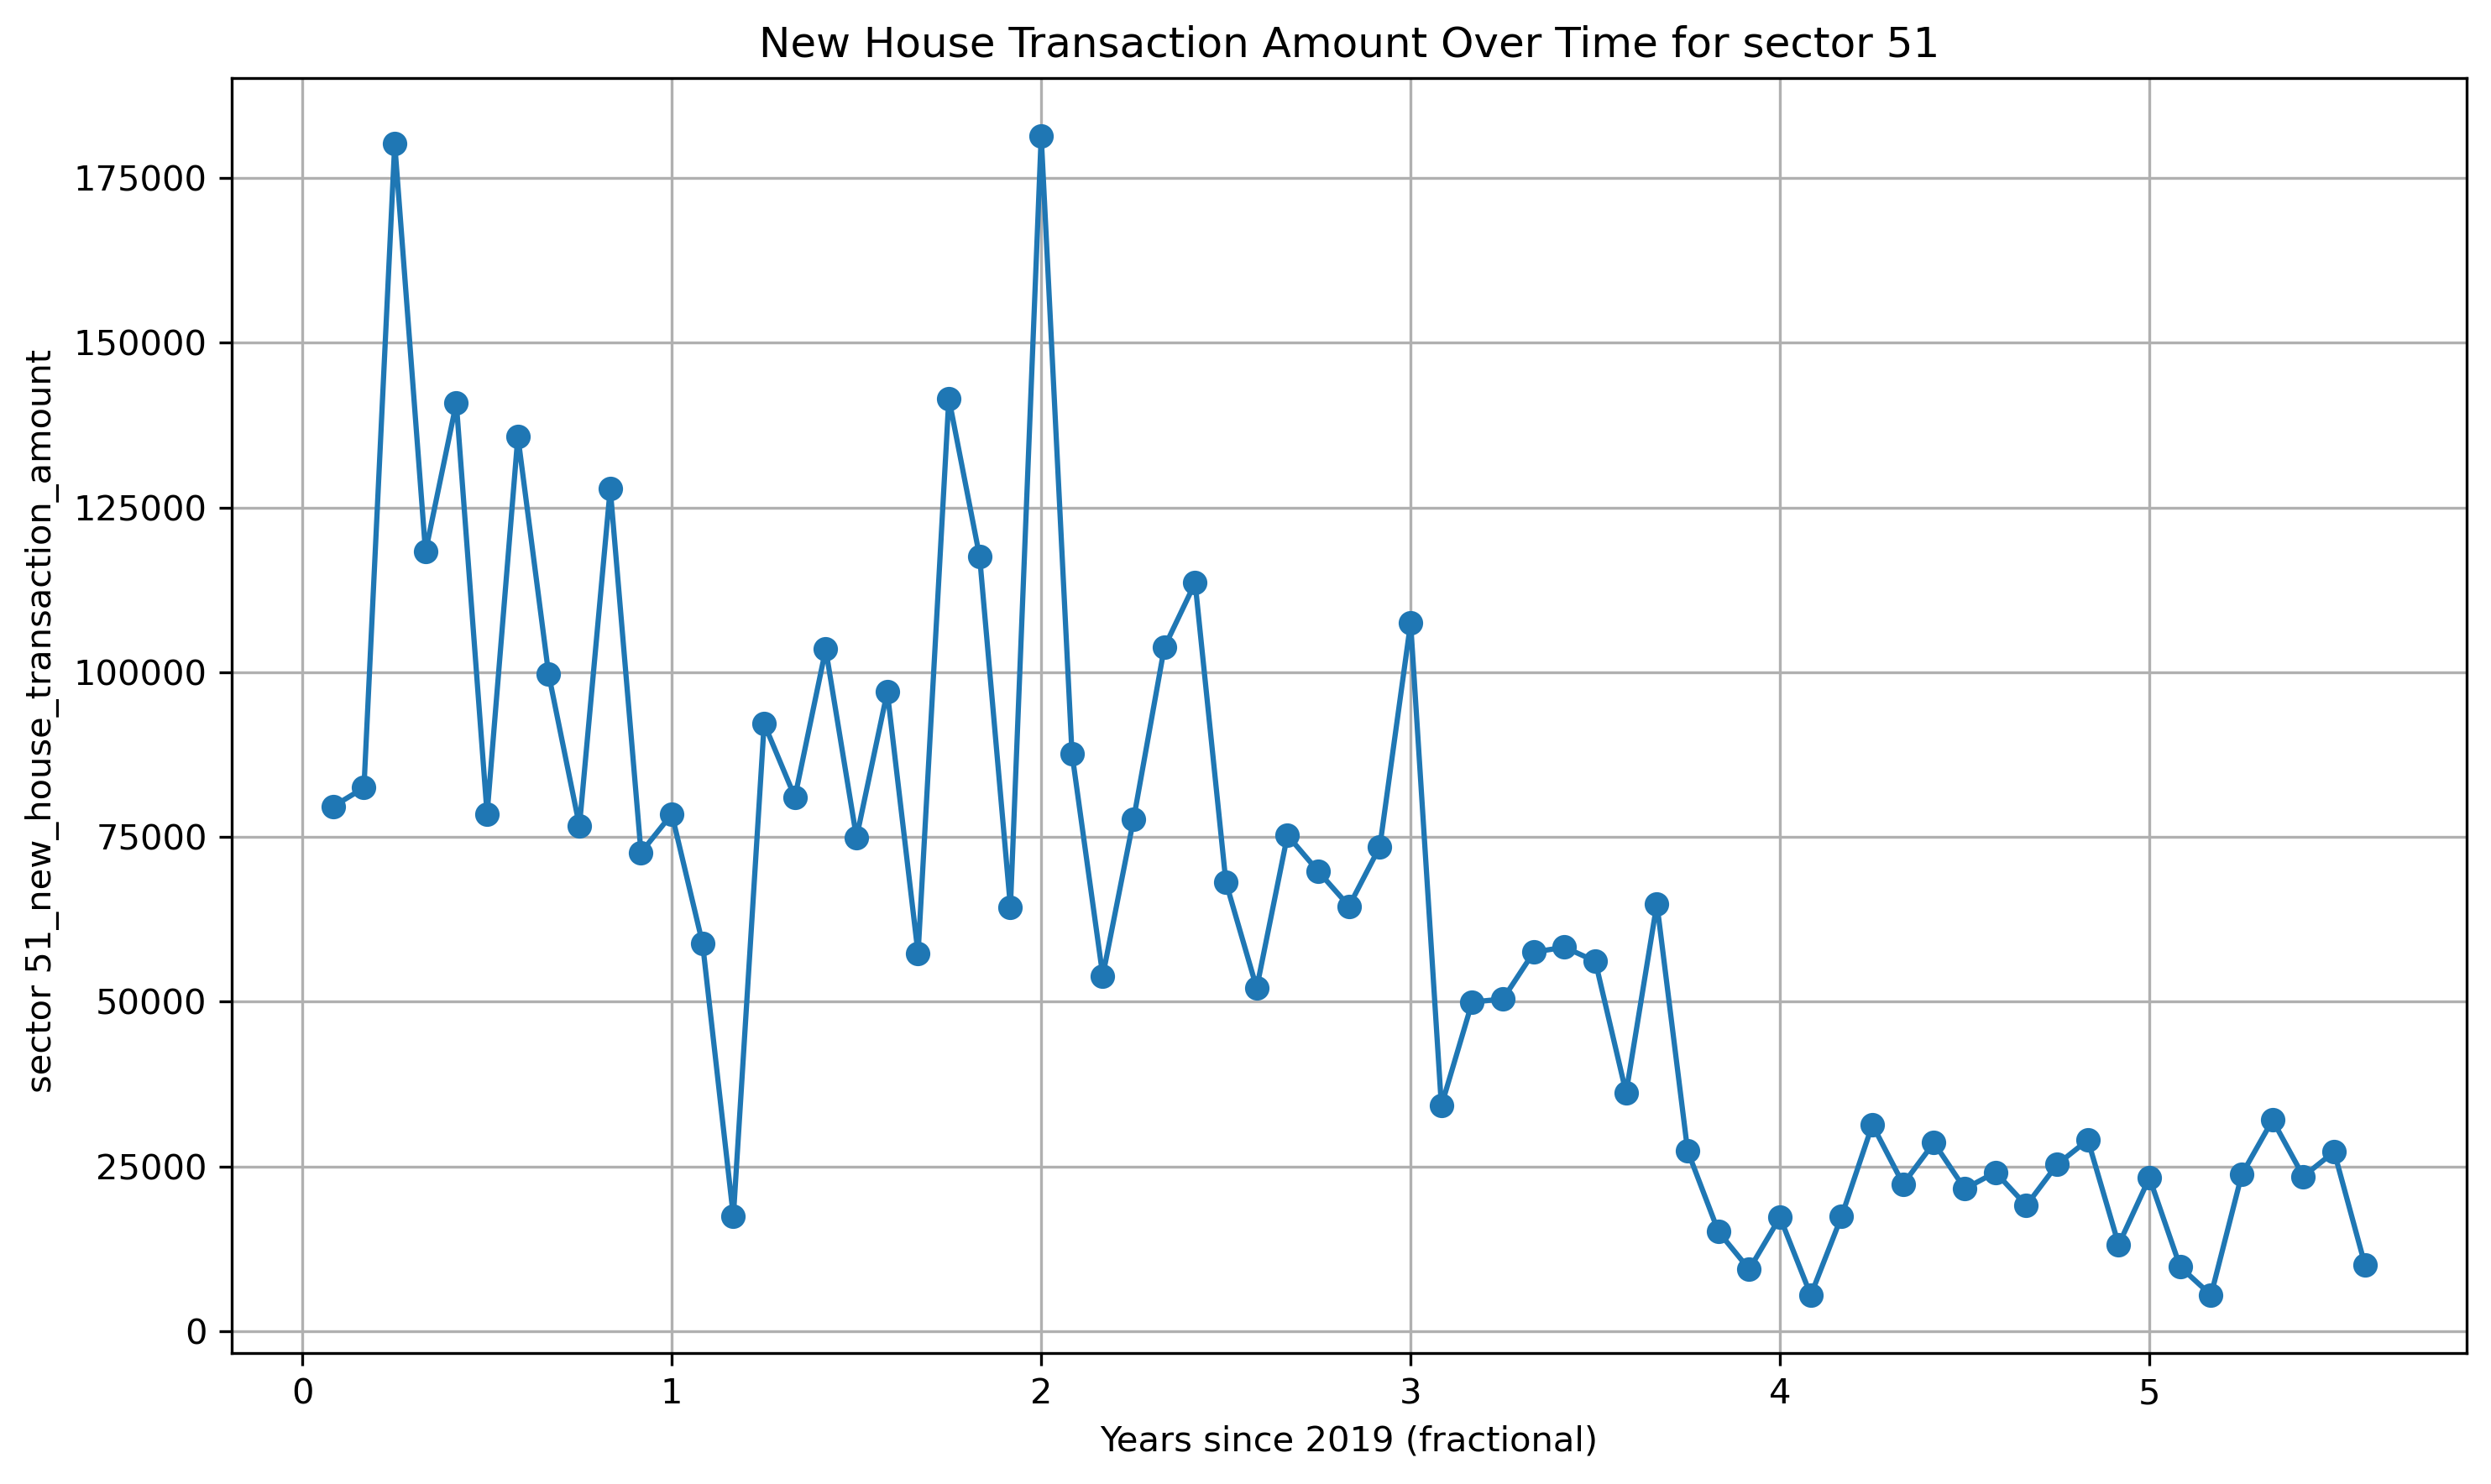 New House Transaction Amount Over Time for sector 51
sector 51_new_house_transaction_amount
175000
150000
125000
100000
75000
50000
25000
0
0 1 2 3 4 5
Years since 2019 (fractional)